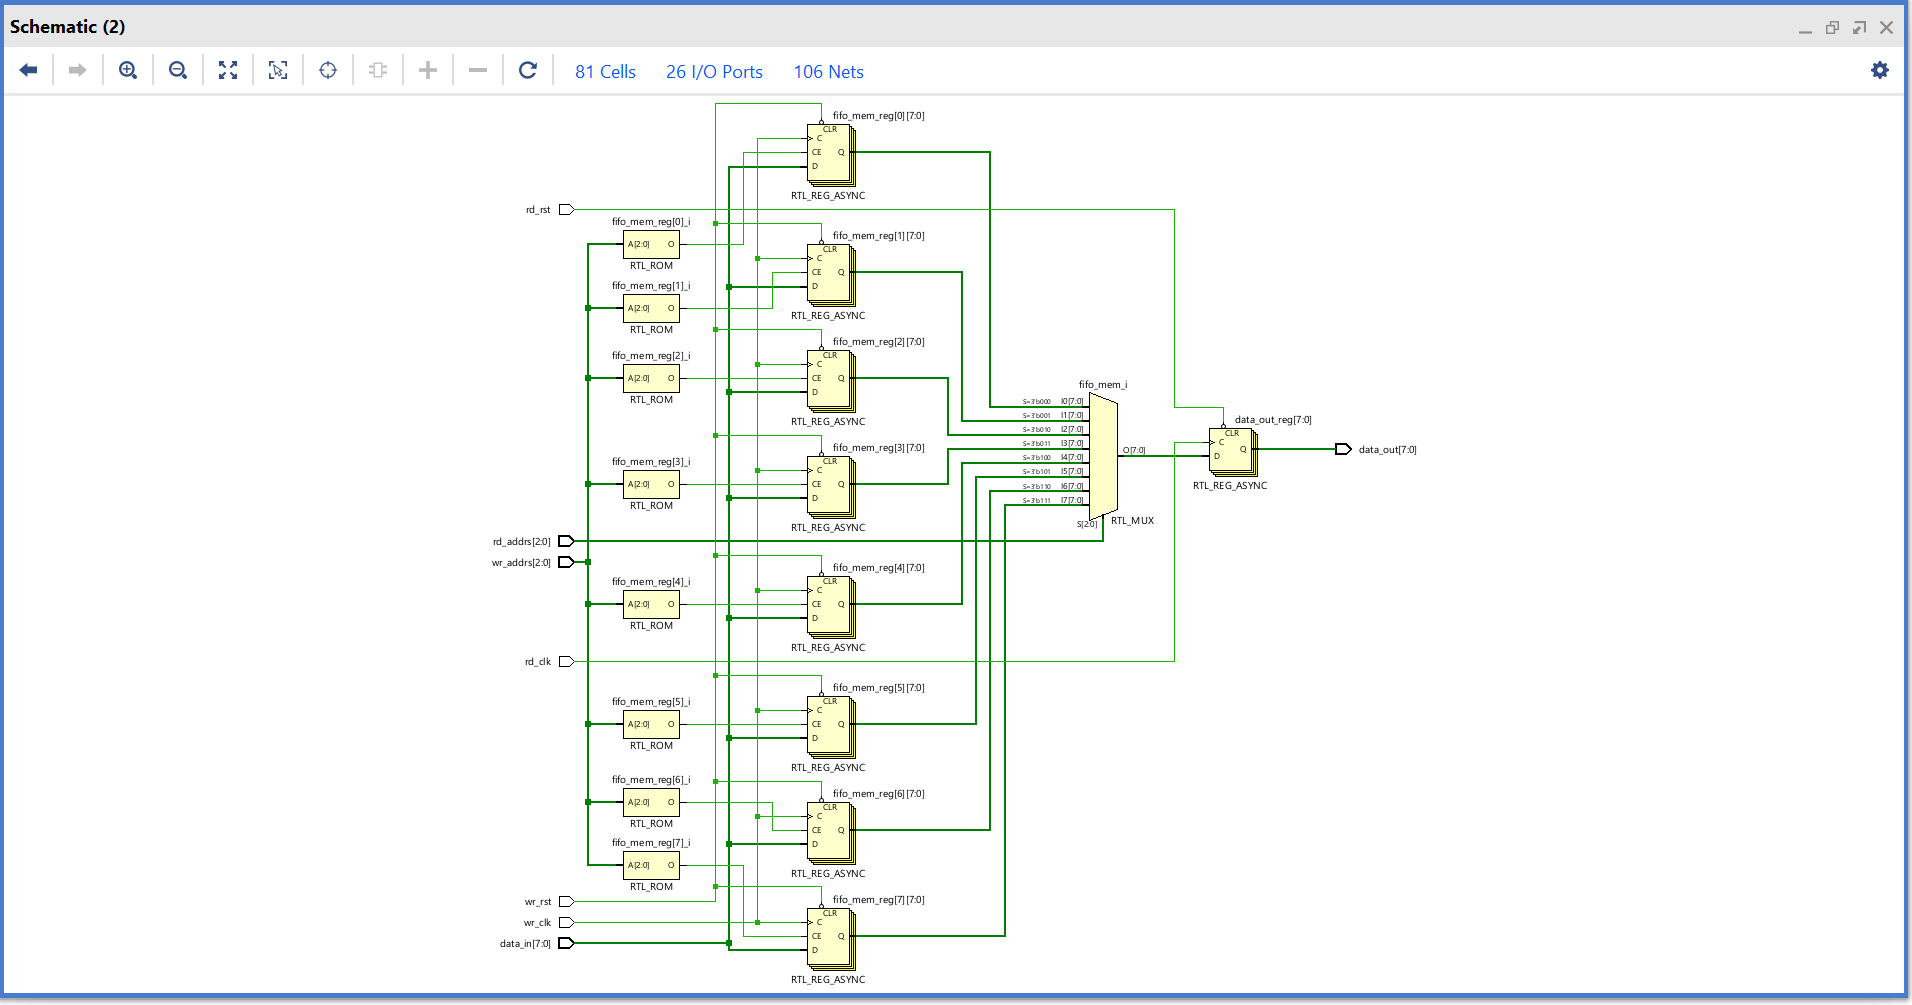 Schematic (2)
81 Cells 26 I/O Ports 106 Nets
fifo_mem_reg[0][7:0]
CLR
C
CE Q
D
RTL_REG_ASYNC
rd_rst
fifo_mem_reg[0]_i
A[2:0] O
RTL_ROM
fifo_mem_reg[1][7:0]
CLR
C
CE Q
D
RTL_REG_ASYNC
fifo_mem_reg[1]_i
A[2:0] O
RTL_ROM
fifo_mem_reg[2][7:0]
CLR
C
CE Q
D
RTL_REG_ASYNC
fifo_mem_reg[2]_i
A[2:0] O
RTL_ROM
fifo_mem_i
S=3'b000 I0[7:0]
S=3'b001 I1[7:0]
S=3'b010 I2[7:0]
S=3'b011 I3[7:0]
S=3'b100 I4[7:0]
S=3'b101 I5[7:0]
S=3'b110 I6[7:0]
S=3'b111 I7[7:0]
O[7:0]
S[2:0]
RTL_MUX
data_out_reg[7:0]
CLR
C
Q
D
RTL_REG_ASYNC
data_out[7:0]
fifo_mem_reg[3][7:0]
CLR
C
CE Q
D
RTL_REG_ASYNC
fifo_mem_reg[3]_i
A[2:0] O
RTL_ROM
rd_addrs[2:0]
wr_addrs[2:0]
fifo_mem_reg[4][7:0]
CLR
C
CE Q
D
RTL_REG_ASYNC
fifo_mem_reg[4]_i
A[2:0] O
RTL_ROM
rd_clk
fifo_mem_reg[5][7:0]
CLR
C
CE Q
D
RTL_REG_ASYNC
fifo_mem_reg[5]_i
A[2:0] O
RTL_ROM
fifo_mem_reg[6][7:0]
CLR
C
CE Q
D
RTL_REG_ASYNC
fifo_mem_reg[6]_i
A[2:0] O
RTL_ROM
fifo_mem_reg[7]_i
A[2:0] O
RTL_ROM
fifo_mem_reg[7][7:0]
CLR
C
CE Q
D
RTL_REG_ASYNC
wr_rst
wr_clk
data_in[7:0]